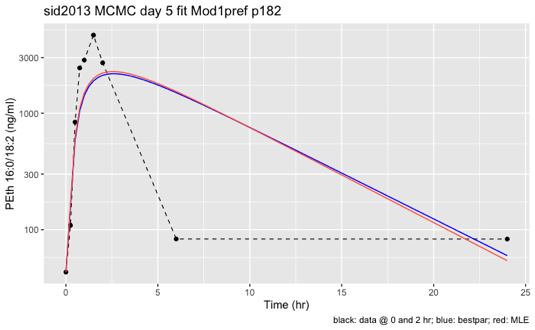 sid2013 MCMC day 5 fit Mod1pref p182
PEth 16:0/18:2 (ng/ml)
3000
1000
300
100
0
5
10
15
20
25
Time (hr)
black: data @ 0 and 2 hr; blue: bestpar; red: MLE